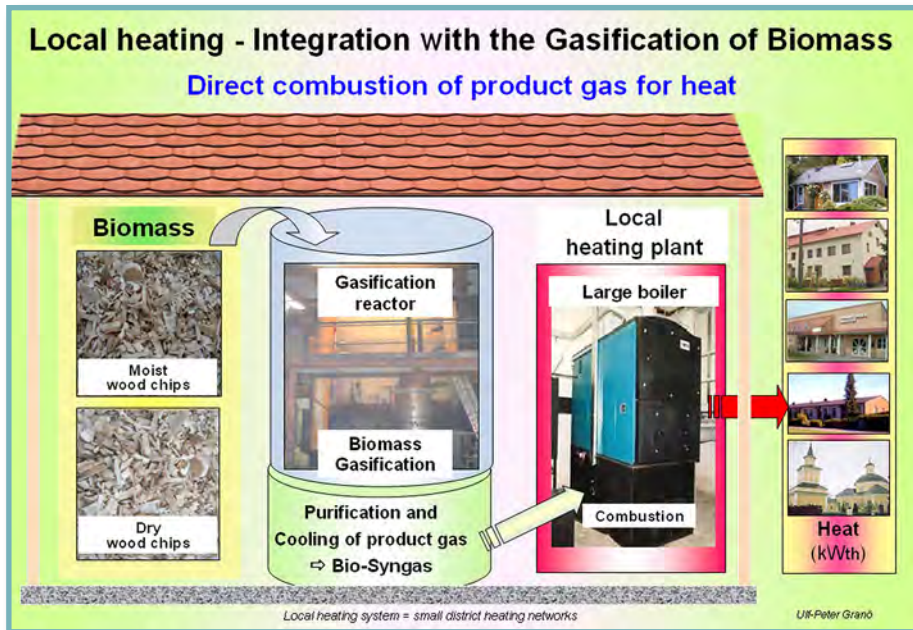 Local heating - Integration with the Gasification of Biomass
Direct combustion of product gas for heat
Biomass
Moist
wood chips
Dry
wood chips
Gasification
reactor
Biomass
Gasification
Purification and
Cooling of product gas
⇨ Bio-Syngas
Local
heating plant
Large boiler
Combustion
Heat
(kWth)
Local heating system = small district heating networks
Ulf-Peter Granö